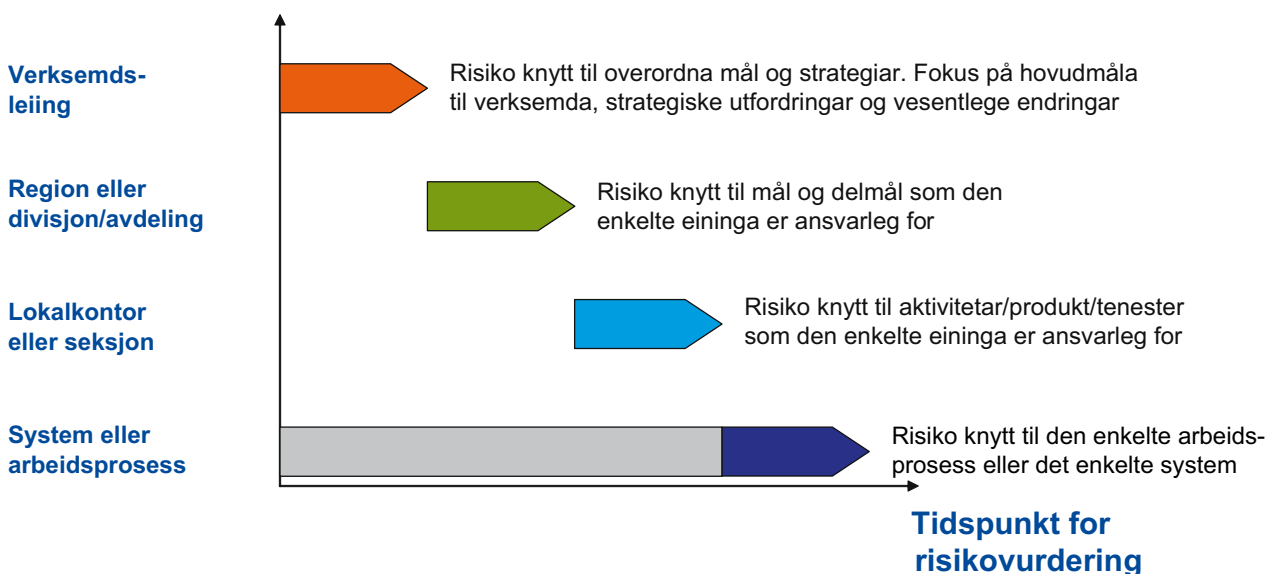 Verksemds-
leiing
Risiko knytt til overordna mål og strategiar. Fokus på hovudmåla
til verksemda, strategiske utfordringar og vesentlege endringar
Region eller
divisjon/avdeling
Risiko knytt til mål og delmål som den
enkelte eininga er ansvarleg for
Lokalkontor
eller seksjon
Risiko knytt til aktivitetar/produkt/tenester
som den enkelte eininga er ansvarleg for
System eller
arbeidsprosess
Risiko knytt til den enkelte arbeids-
prosess eller det enkelte system
Tidspunkt for
risikovurdering